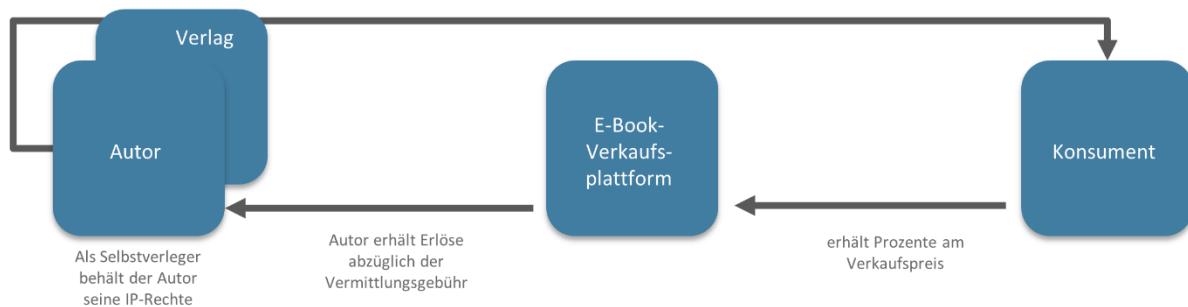 Verlag
Autor
E-Book-
Verkaufs-
plattform
Konsument
Als Selbstverleger
behält der Autor
seine IP-Rechte
Autor erhält Erlöse
abzüglich der
Vermittlungsgebühr
erhält Prozente am
Verkaufspreis